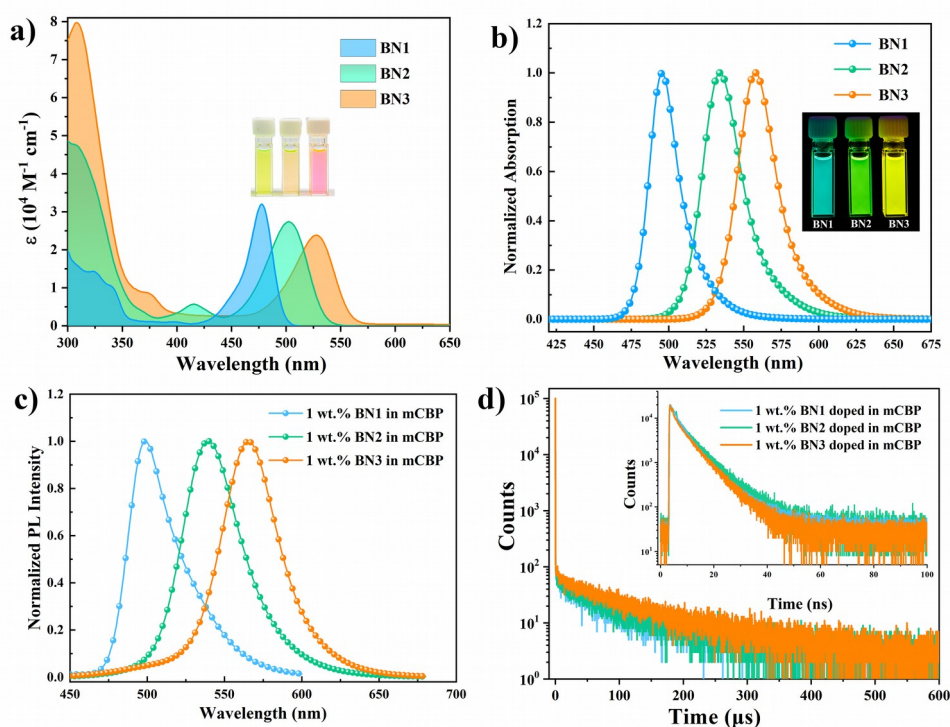 a)
BN1
BN2
BN3
ε (10⁴ M⁻¹ cm⁻¹)
8
7
6
5
4
3
2
1
0
300 350 400 450 500 550 600 650
Wavelength (nm)
b)
BN1
BN2
BN3
BN1 BN2 BN3
Normalized Absorption
1.2
1.0
0.8
0.6
0.4
0.2
0.0
425 450 475 500 525 550 575 600 625 650 675
Wavelength (nm)
c)
1 wt.% BN1 in mCBP
1 wt.% BN2 in mCBP
1 wt.% BN3 in mCBP
Normalized PL Intensity
1.2
1.0
0.8
0.6
0.4
0.2
0.0
450 500 550 600 650 700
Wavelength (nm)
d)
Counts
10⁵
10⁴
10³
10²
10¹
10⁰
0 100 200 300 400 500 600
Time (µs)
1 wt.% BN1 doped in mCBP
1 wt.% BN2 doped in mCBP
1 wt.% BN3 doped in mCBP
Counts
10⁴
10³
10²
10¹
0 20 40 60 80 100
Time (ns)